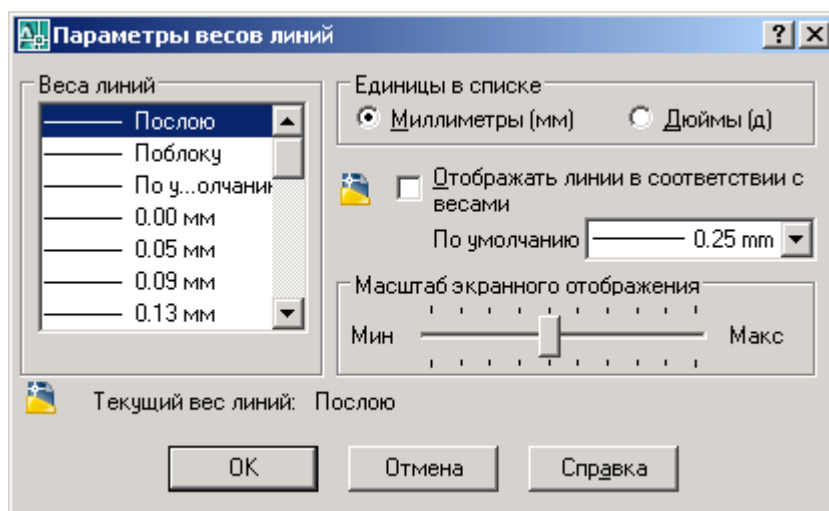 Параметры весов линий
Веса линий
Послою
Поблоку
По у...олчани
0.00 мм
0.05 мм
0.09 мм
0.13 мм
Единицы в списке
Миллиметры (мм)
Дюймы (д)
Отображать линии в соответствии с
весами
По умолчанию
0.25 mm
Масштаб экранного отображения
Мин
Макс
Текущий вес линий: Послою
OK
Отмена
Справка